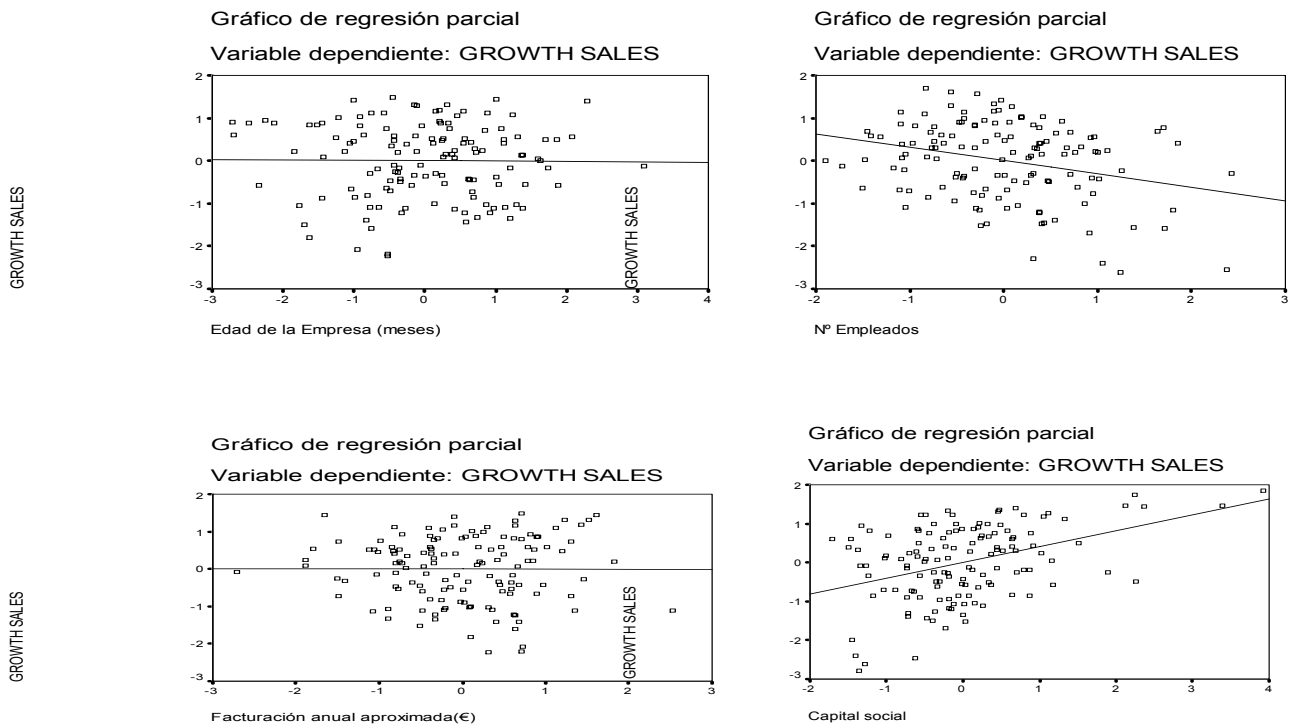 Gráfico de regresión parcial
Variable dependiente: GROWTH SALES
GROWTH SALES
2
1
0
-1
-2
-3
-3 -2 -1 0 1 2 3 4
Edad de la Empresa (meses)
Gráfico de regresión parcial
Variable dependiente: GROWTH SALES
GROWTH SALES
2
1
0
-1
-2
-3
-2 -1 0 1 2 3
Nº Empleados
Gráfico de regresión parcial
Variable dependiente: GROWTH SALES
GROWTH SALES
2
1
0
-1
-2
-3
-3 -2 -1 0 1 2 3
Facturación anual aproximada(€)
Gráfico de regresión parcial
Variable dependiente: GROWTH SALES
GROWTH SALES
2
1
0
-1
-2
-3
-2 -1 0 1 2 3 4
Capital social